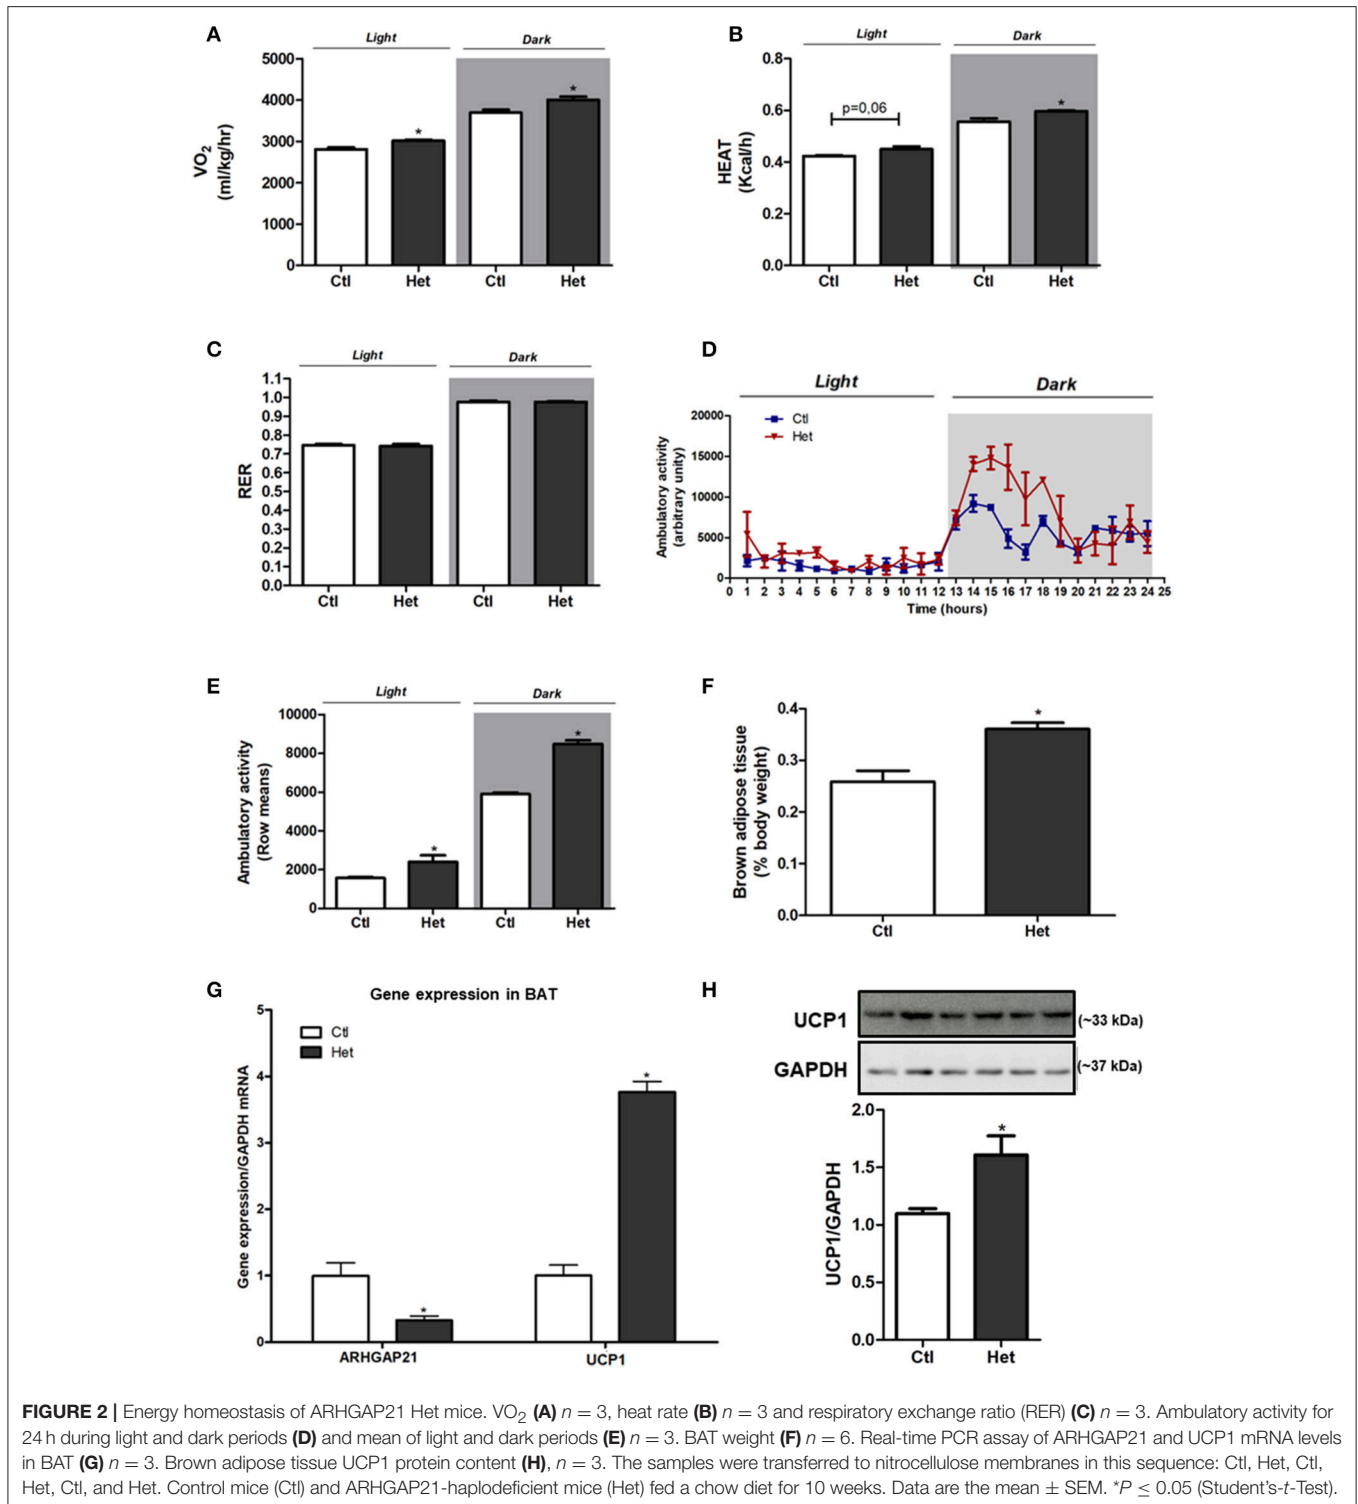 A
Light
Dark
VO₂
(ml/kg/hr)
5000
4000
3000
2000
1000
0
Ctl
Het
Ctl
Het
B
Light
Dark
HEAT
(Kcal/h)
0.8
0.6
0.4
0.2
0.0
p=0,06
*
Ctl
Het
Ctl
Het
C
Light
Dark
RER
1.1
1.0
0.9
0.8
0.7
0.6
0.5
0.4
0.3
0.2
0.1
0.0
Ctl
Het
Ctl
Het
D
Light
Dark
Ambulatory activity
(arbitrary unity)
20000
15000
10000
5000
0
Ctl
Het
0 1 2 3 4 5 6 7 8 9 10 11 12 13 14 15 16 17 18 19 20 21 22 23 24 25
Time (hours)
E
Light
Dark
Ambulatory activity
(Row means)
10000
8000
6000
4000
2000
0
*
*
Ctl
Het
Ctl
Het
F
Brown adipose tissue
(% body weight)
0.4
0.3
0.2
0.1
0.0
*
Ctl
Het
G
Gene expression in BAT
Gene expression/GAPDH mRNA
5
4
3
2
1
0
Ctl
Het
*
*
ARHGAP21
UCP1
H
UCP1
(~33 kDa)
GAPDH
(~37 kDa)
UCP1/GAPDH
2.0
1.5
1.0
0.5
0.0
*
Ctl
Het
FIGURE 2 | Energy homeostasis of ARHGAP21 Het mice. VO₂ (A) n = 3, heat rate (B) n = 3 and respiratory exchange ratio (RER) (C) n = 3. Ambulatory activity for
24 h during light and dark periods (D) and mean of light and dark periods (E) n = 3. BAT weight (F) n = 6. Real-time PCR assay of ARHGAP21 and UCP1 mRNA levels
in BAT (G) n = 3. Brown adipose tissue UCP1 protein content (H), n = 3. The samples were transferred to nitrocellulose membranes in this sequence: Ctl, Het, Ctl,
Het, Ctl, and Het. Control mice (Ctl) and ARHGAP21-haplodeficient mice (Het) fed a chow diet for 10 weeks. Data are the mean ± SEM. *P ≤ 0.05 (Student's-t-Test).